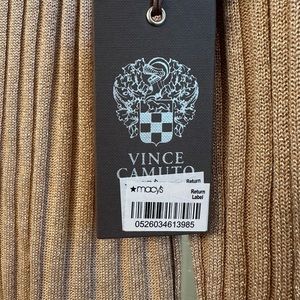 VINCE
CAMUTO
Return
★macy's
Return
Label
0526034613985